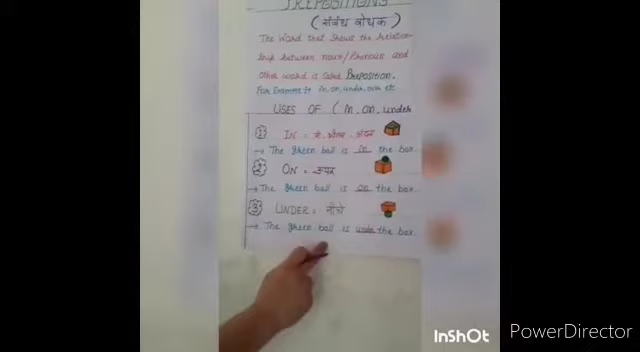 PREPOSITIONS
(संबंध बोधक)
The Word that Shows the relation-
ship between noun/Pronouns and
other word is called PREPOSITION.
For Example:- In, on, under, over etc
USES OF (In, on, under
1 IN = में, भीतर, अंदर
→ The green ball is in the box.
2 ON = ऊपर
→ The green ball is on the box.
3 UNDER = नीचे
→ The green ball is under the box.
INSHOT
PowerDirector